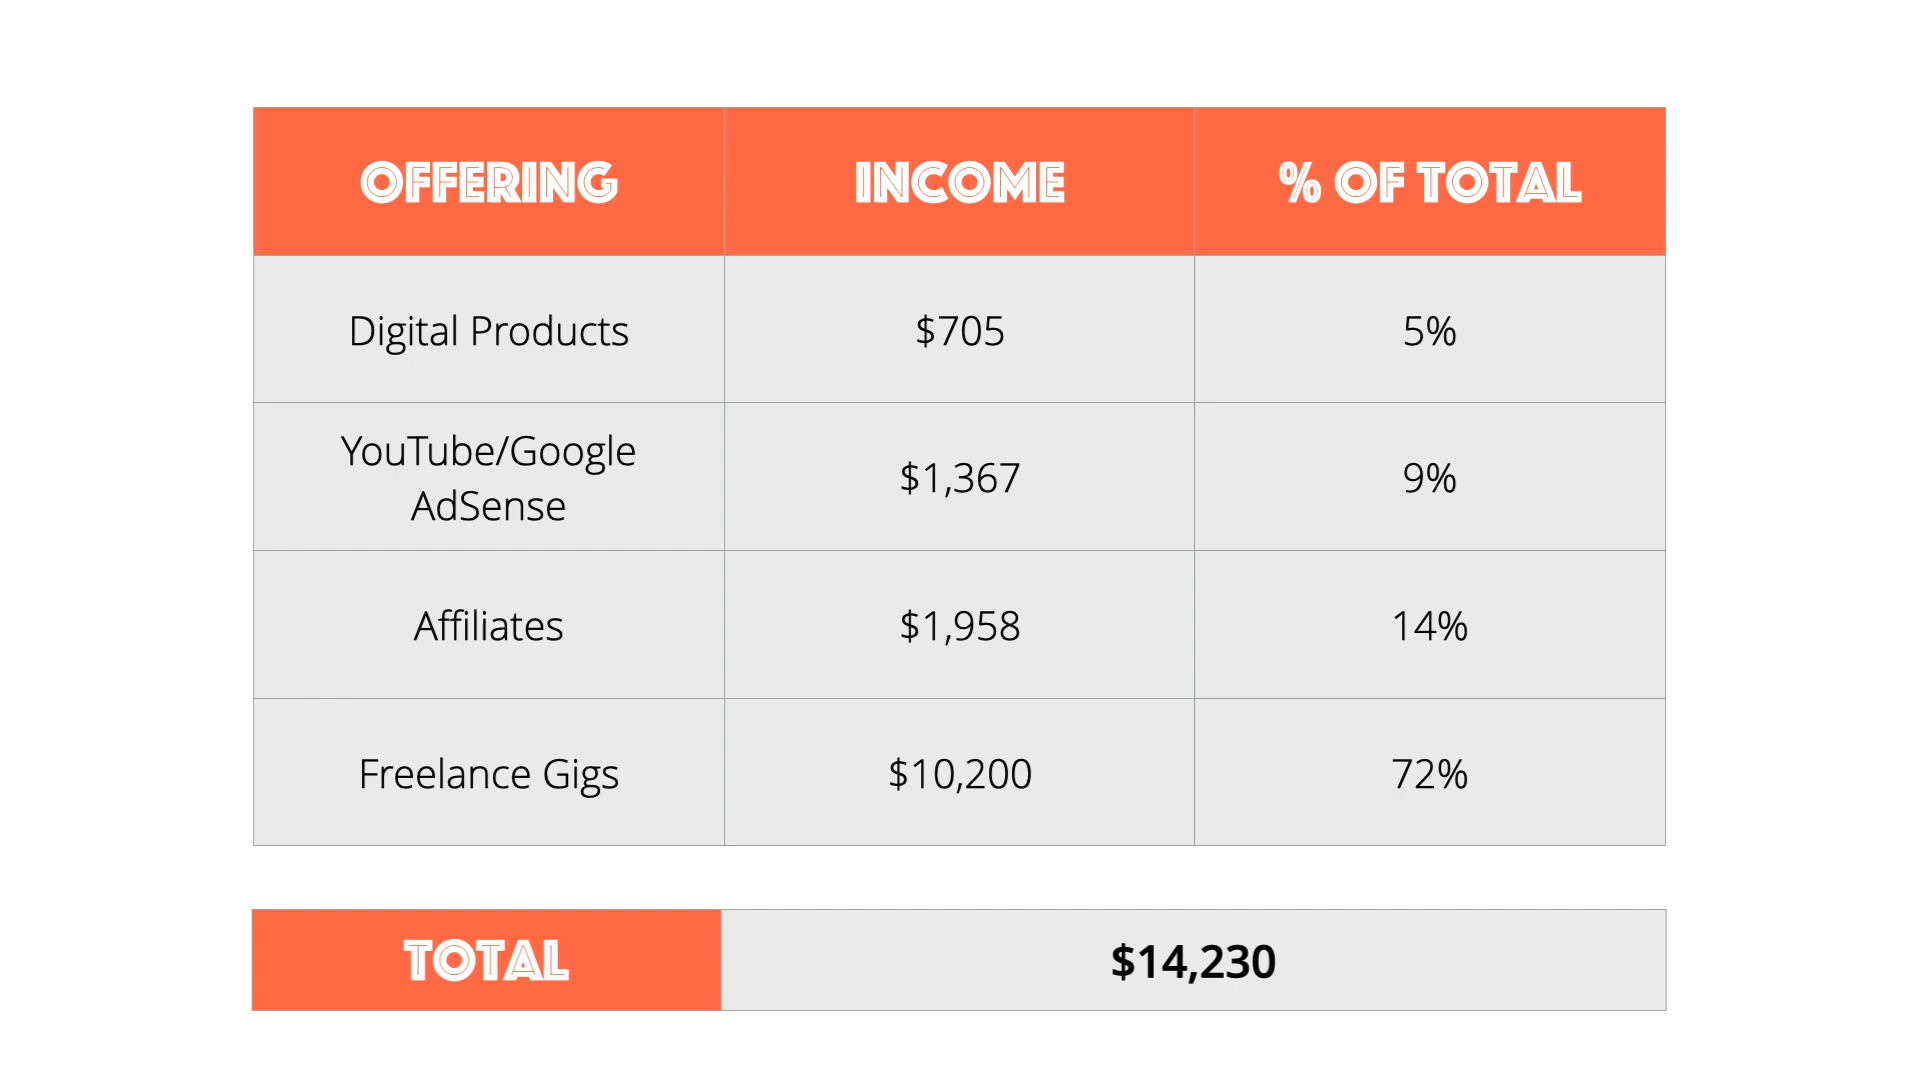 OFFERING INCOME % OF TOTAL
Digital Products $705 5%
YouTube/Google
AdSense $1,367 9%
Affiliates $1,958 14%
Freelance Gigs $10,200 72%
TOTAL $14,230